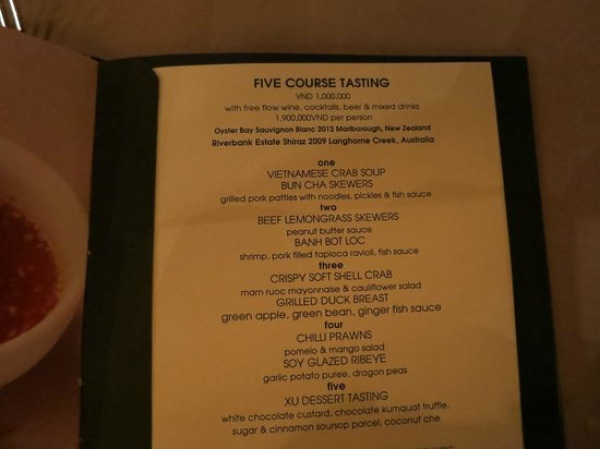 FIVE COURSE TASTING
VND 1,000,000
with free flow wine, cocktails, beer & mixed drinks
1,900,000VND per person
Oyster Bay Sauvignon Blanc 2012 Marlborough, New Zealand
Riverbank Estate Shiraz 2009 Langhorne Creek, Australia
one
VIETNAMESE CRAB SOUP
BUN CHA SKEWERS
grilled pork patties with noodles, pickles & fish sauce
two
BEEF LEMONGRASS SKEWERS
peanut butter sauce
BANH BOT LOC
shrimp, pork filled tapioca ravioli, fish sauce
three
CRISPY SOFT SHELL CRAB
mam ruoc mayonnaise & cauliflower salad
GRILLED DUCK BREAST
green apple, green bean, ginger fish sauce
four
CHILLI PRAWNS
pomelo & mango salad
SOY GLAZED RIBEYE
garlic potato puree, dragon peas
five
XU DESSERT TASTING
white chocolate custard, chocolate kumquat truffle,
sugar & cinnamon soursop parcel, coconut che